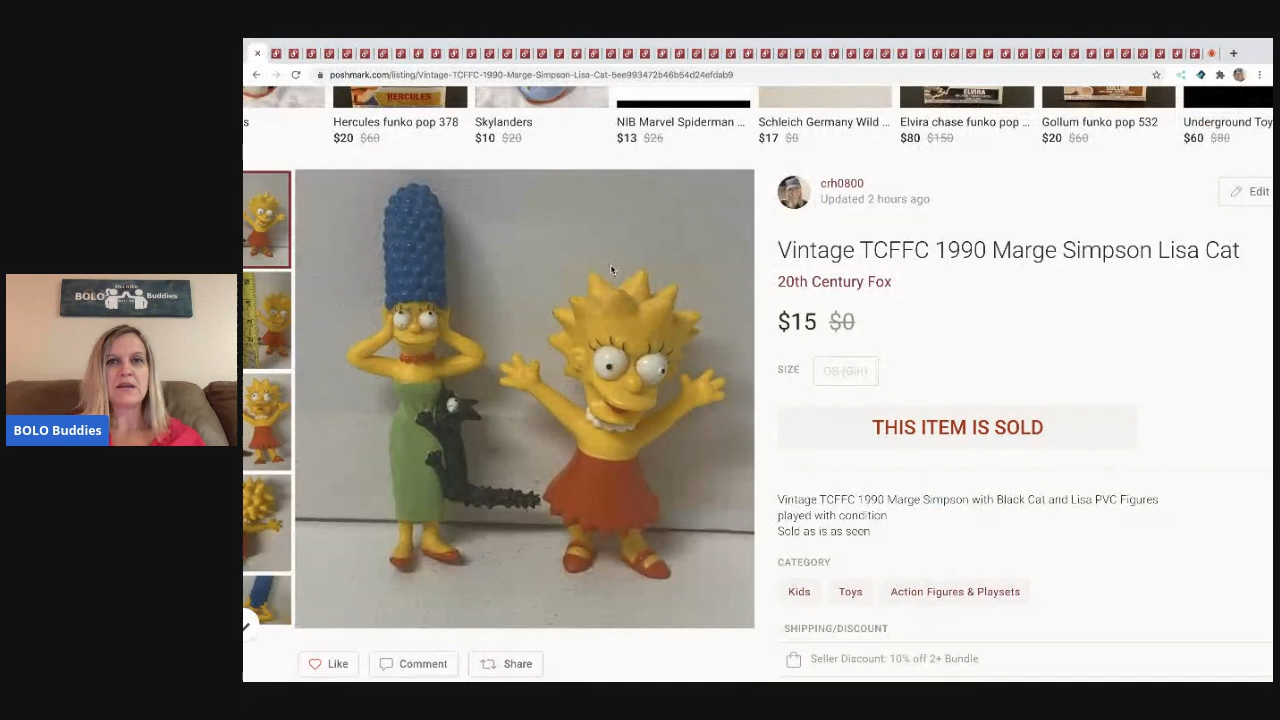 poshmark.com/listing/Vintage-TCFFC-1990-Marge-Simpson-Lisa-Cat-5ee993472b46b54d24efdab9
HERCULES
ELVIRA
GOLLUM
s
Hercules funko pop 378
Skylanders
NIB Marvel Spiderman ...
Schleich Germany Wild ...
Elvira chase funko pop ...
Gollum funko pop 532
Underground Toy
$20 $60
$10 $20
$13 $26
$17 $0
$80 $150
$20 $60
$60 $80
crh0800
Updated 2 hours ago
Edit
Vintage TCFFC 1990 Marge Simpson Lisa Cat
20th Century Fox
$15 $0
SIZE
OS (Girl)
THIS ITEM IS SOLD
BOLO Buddies
BOLO Buddies
Vintage TCFFC 1990 Marge Simpson with Black Cat and Lisa PVC Figures
played with condition
Sold as is as seen
CATEGORY
Kids
Toys
Action Figures & Playsets
SHIPPING/DISCOUNT
Seller Discount: 10% off 2+ Bundle
Like
Comment
Share